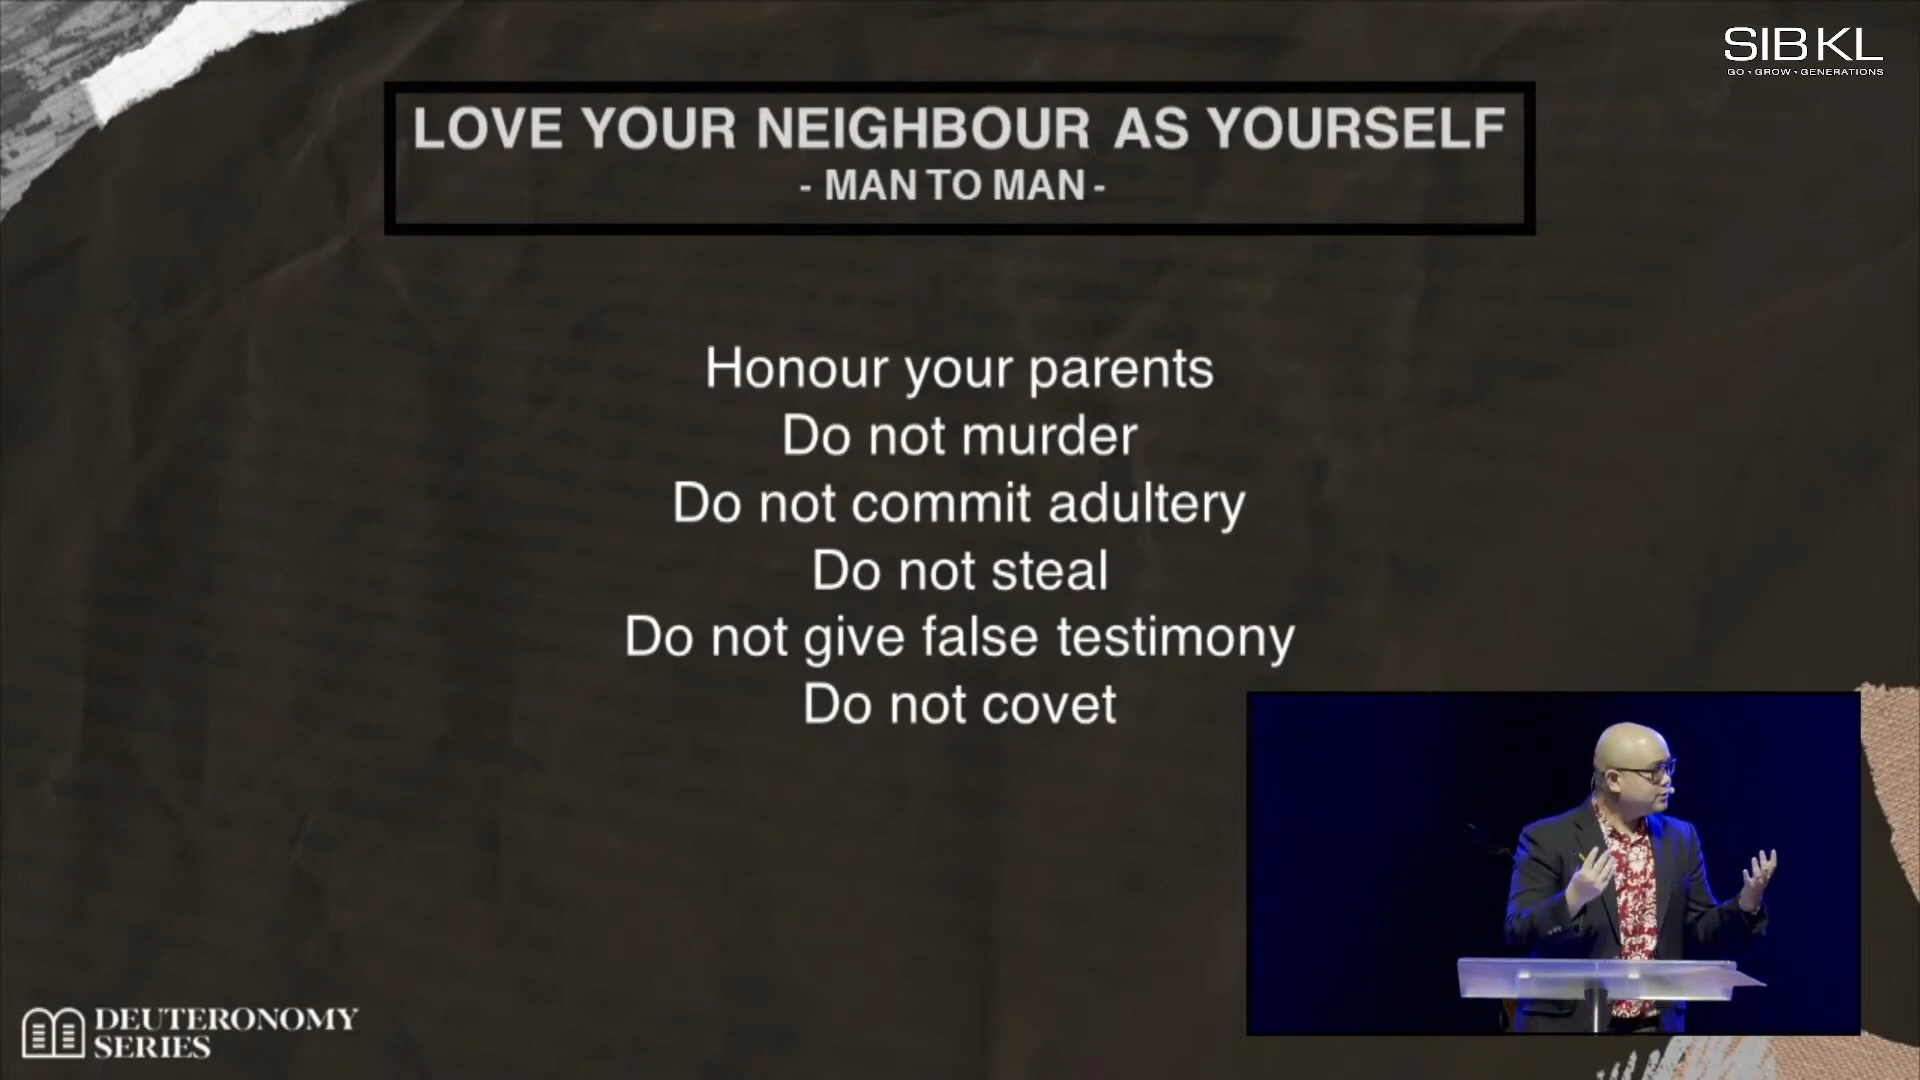 SIBKL
GO • GROW • GENERATIONS
LOVE YOUR NEIGHBOUR AS YOURSELF
- MAN TO MAN -
Honour your parents
Do not murder
Do not commit adultery
Do not steal
Do not give false testimony
Do not covet
DEUTERONOMY
SERIES